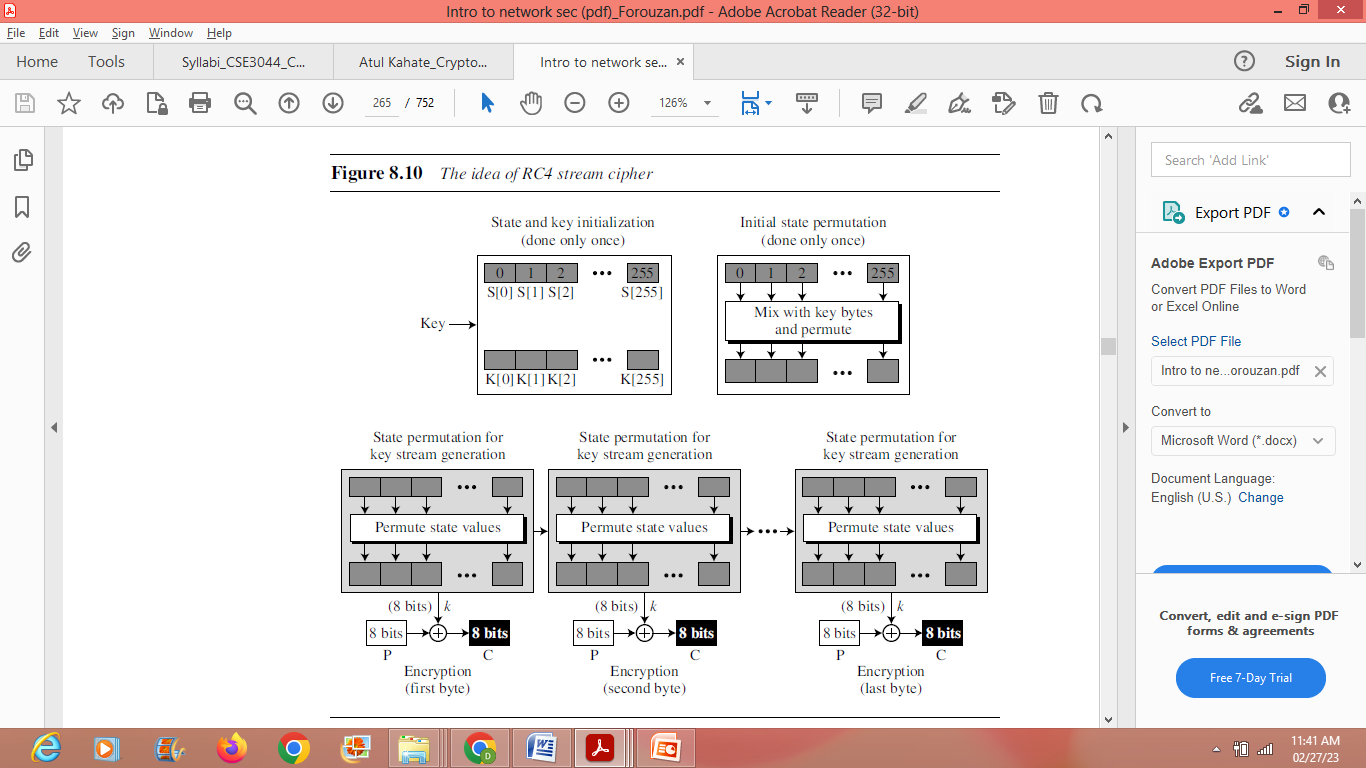 Intro to network sec (pdf)_Forouzan.pdf - Adobe Acrobat Reader (32-bit)
File Edit View Sign Window Help
Home Tools Syllabi_CSE3044_C... Atul Kahate_Crypto... Intro to network se... × Sign In
265 / 752 126%
Figure 8.10 The idea of RC4 stream cipher
State and key initialization
(done only once)
0 1 2 ••• 255
S[0] S[1] S[2] S[255]
Key
•••
K[0] K[1] K[2] K[255]
Initial state permutation
(done only once)
0 1 2 ••• 255
Mix with key bytes
and permute
•••
State permutation for
key stream generation
•••
Permute state values
•••
(8 bits) k
8 bits + 8 bits
P C
Encryption
(first byte)
State permutation for
key stream generation
•••
Permute state values
•••
(8 bits) k
8 bits + 8 bits
P C
Encryption
(second byte)
•••
State permutation for
key stream generation
•••
Permute state values
•••
(8 bits) k
8 bits + 8 bits
P C
Encryption
(last byte)
Search 'Add Link'
Export PDF
Adobe Export PDF
Convert PDF Files to Word
or Excel Online
Select PDF File
Intro to ne...orouzan.pdf
Convert to
Microsoft Word (*.docx)
Document Language:
English (U.S.) Change
Convert, edit and e-sign PDF
forms & agreements
Free 7-Day Trial
11:41 AM
02/27/23